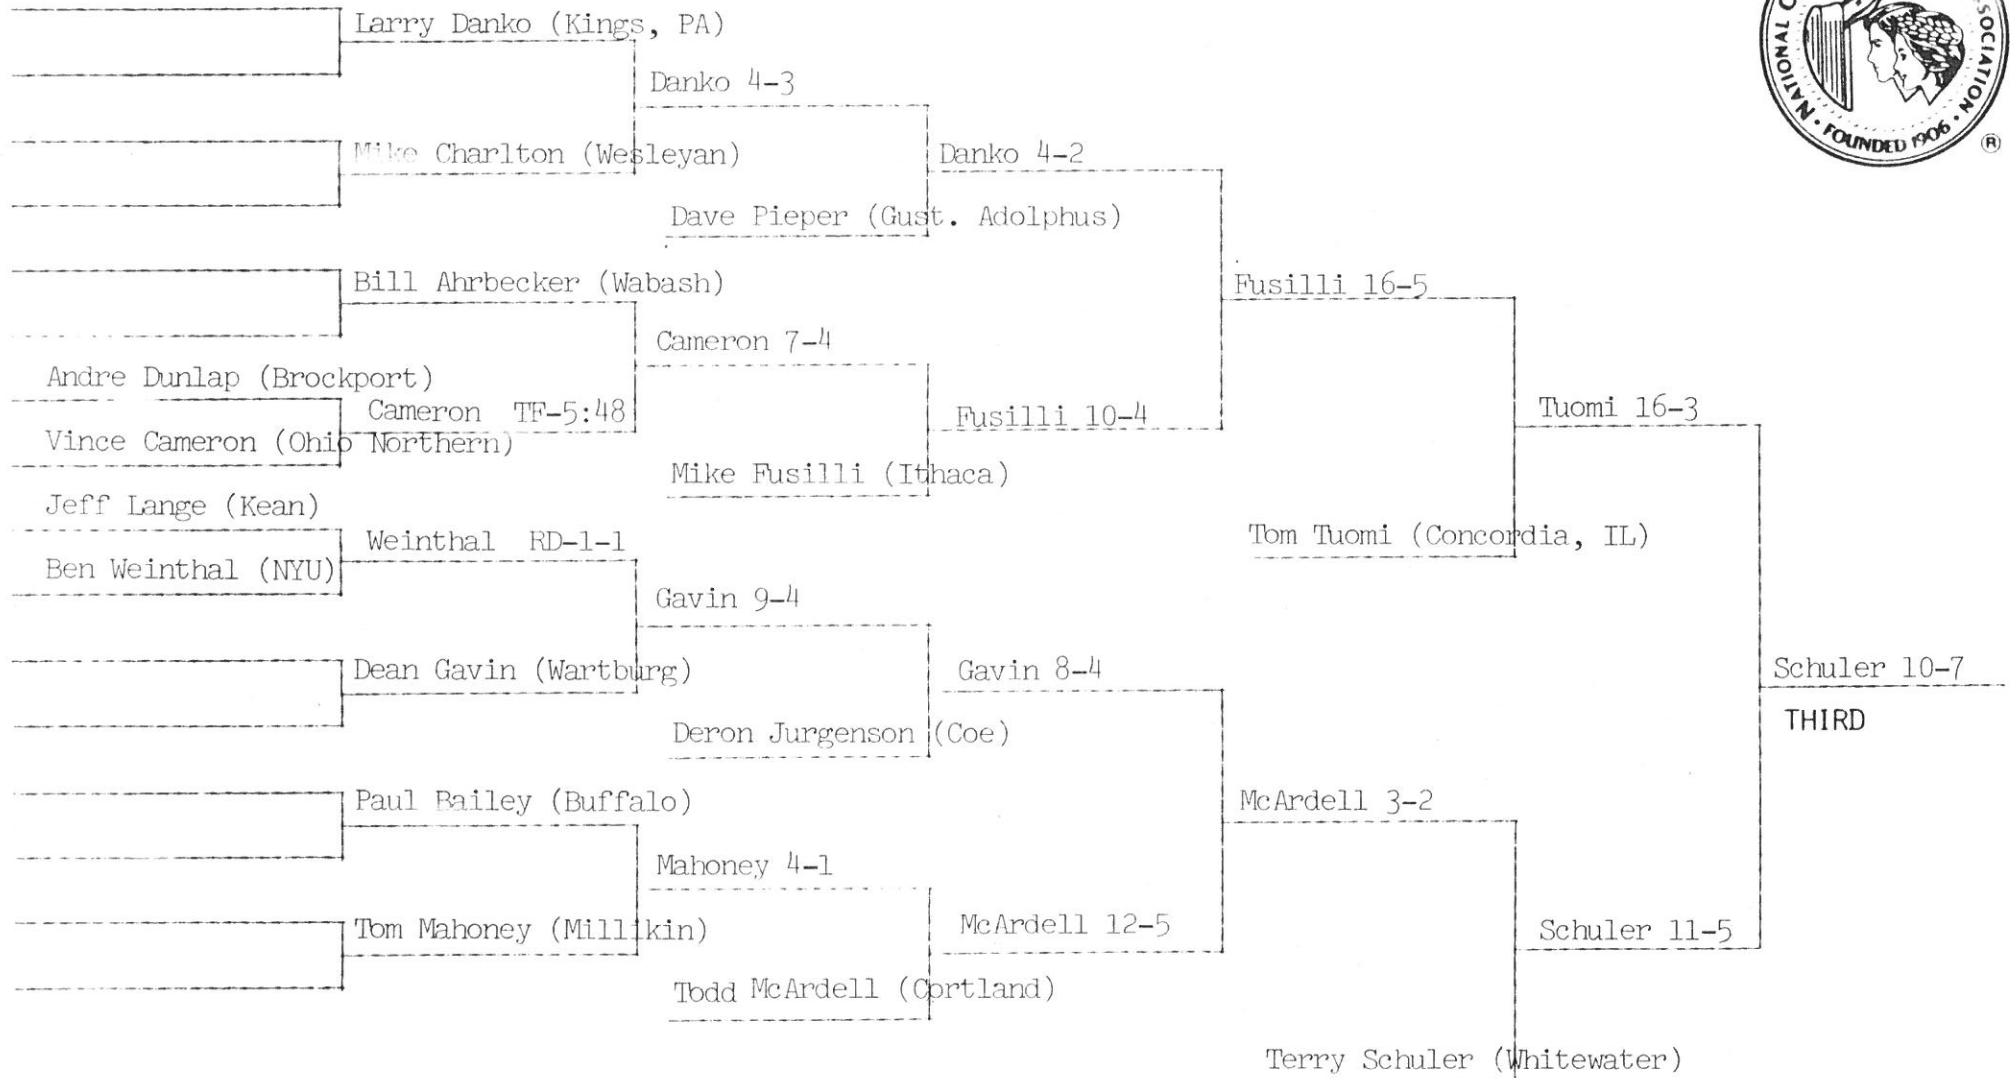 Larry Danko (Kings, PA)
Danko 4-3
Mike Charlton (Wesleyan)
Danko 4-2
Dave Pieper (Gust. Adolphus)
Bill Ahrbecker (Wabash)
Fusilli 16-5
Cameron 7-4
Andre Dunlap (Brockport)
Cameron TF-5:48
Tuomi 16-3
Fusilli 10-4
Vince Cameron (Ohio Northern)
Mike Fusilli (Ithaca)
Jeff Lange (Kean)
Weinthal RD-1-1
Tom Tuomi (Concordia, IL)
Ben Weinthal (NYU)
Gavin 9-4
Dean Gavin (Wartburg)
Gavin 8-4
Schuler 10-7
THIRD
Deron Jurgenson (Coe)
Paul Bailey (Buffalo)
McArdell 3-2
Mahoney 4-1
Tom Mahoney (Millikin)
McArdell 12-5
Schuler 11-5
Todd McArdell (Cortland)
Terry Schuler (Whitewater)
NATIONAL
FOUNDED 1906
®